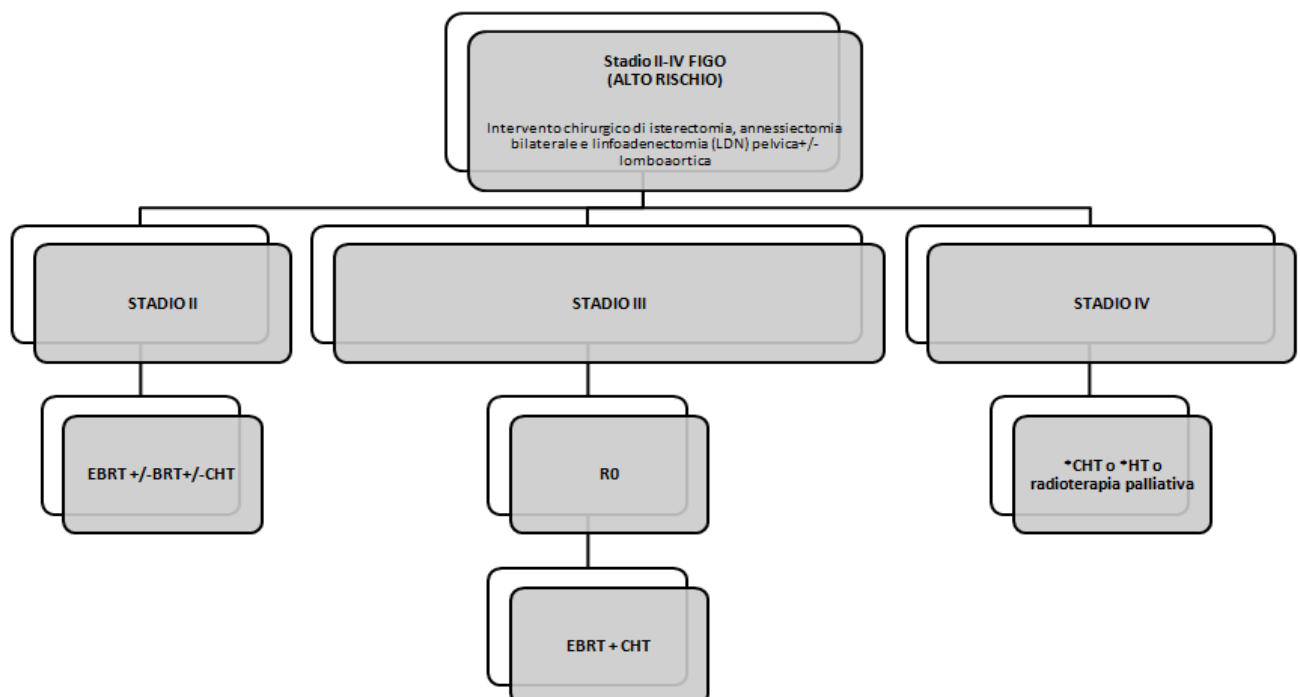 Stadio II-IV FIGO
(ALTO RISCHIO)
Intervento chirurgico di isterectomia, annessiectomia
bilaterale e linfoadenectomia (LDN) pelvica+/-
lomboaortica
STADIO II
STADIO III
STADIO IV
EBRT +/-BRT+/-CHT
R0
*CHT o *HT o
radioterapia palliativa
EBRT + CHT